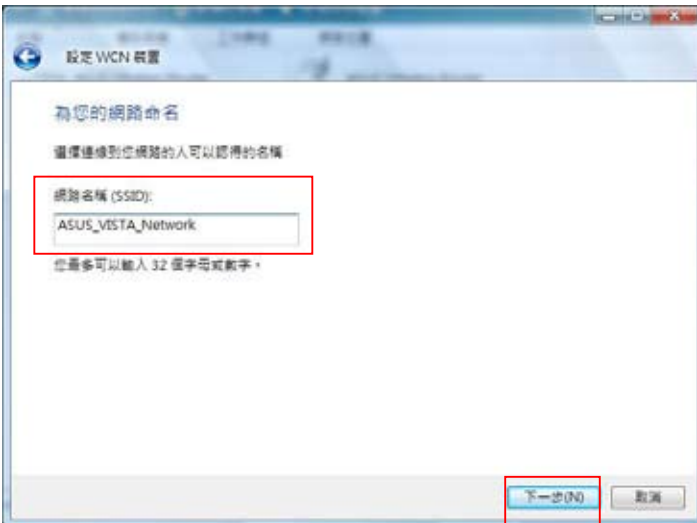 設定 WCN 裝置
為您的網路命名
選擇連線到您網路的人可以認得的名稱
網路名稱 (SSID):
ASUS_VISTA_Network
您最多可以輸入 32 個字母或數字。
下一步(N)
取消